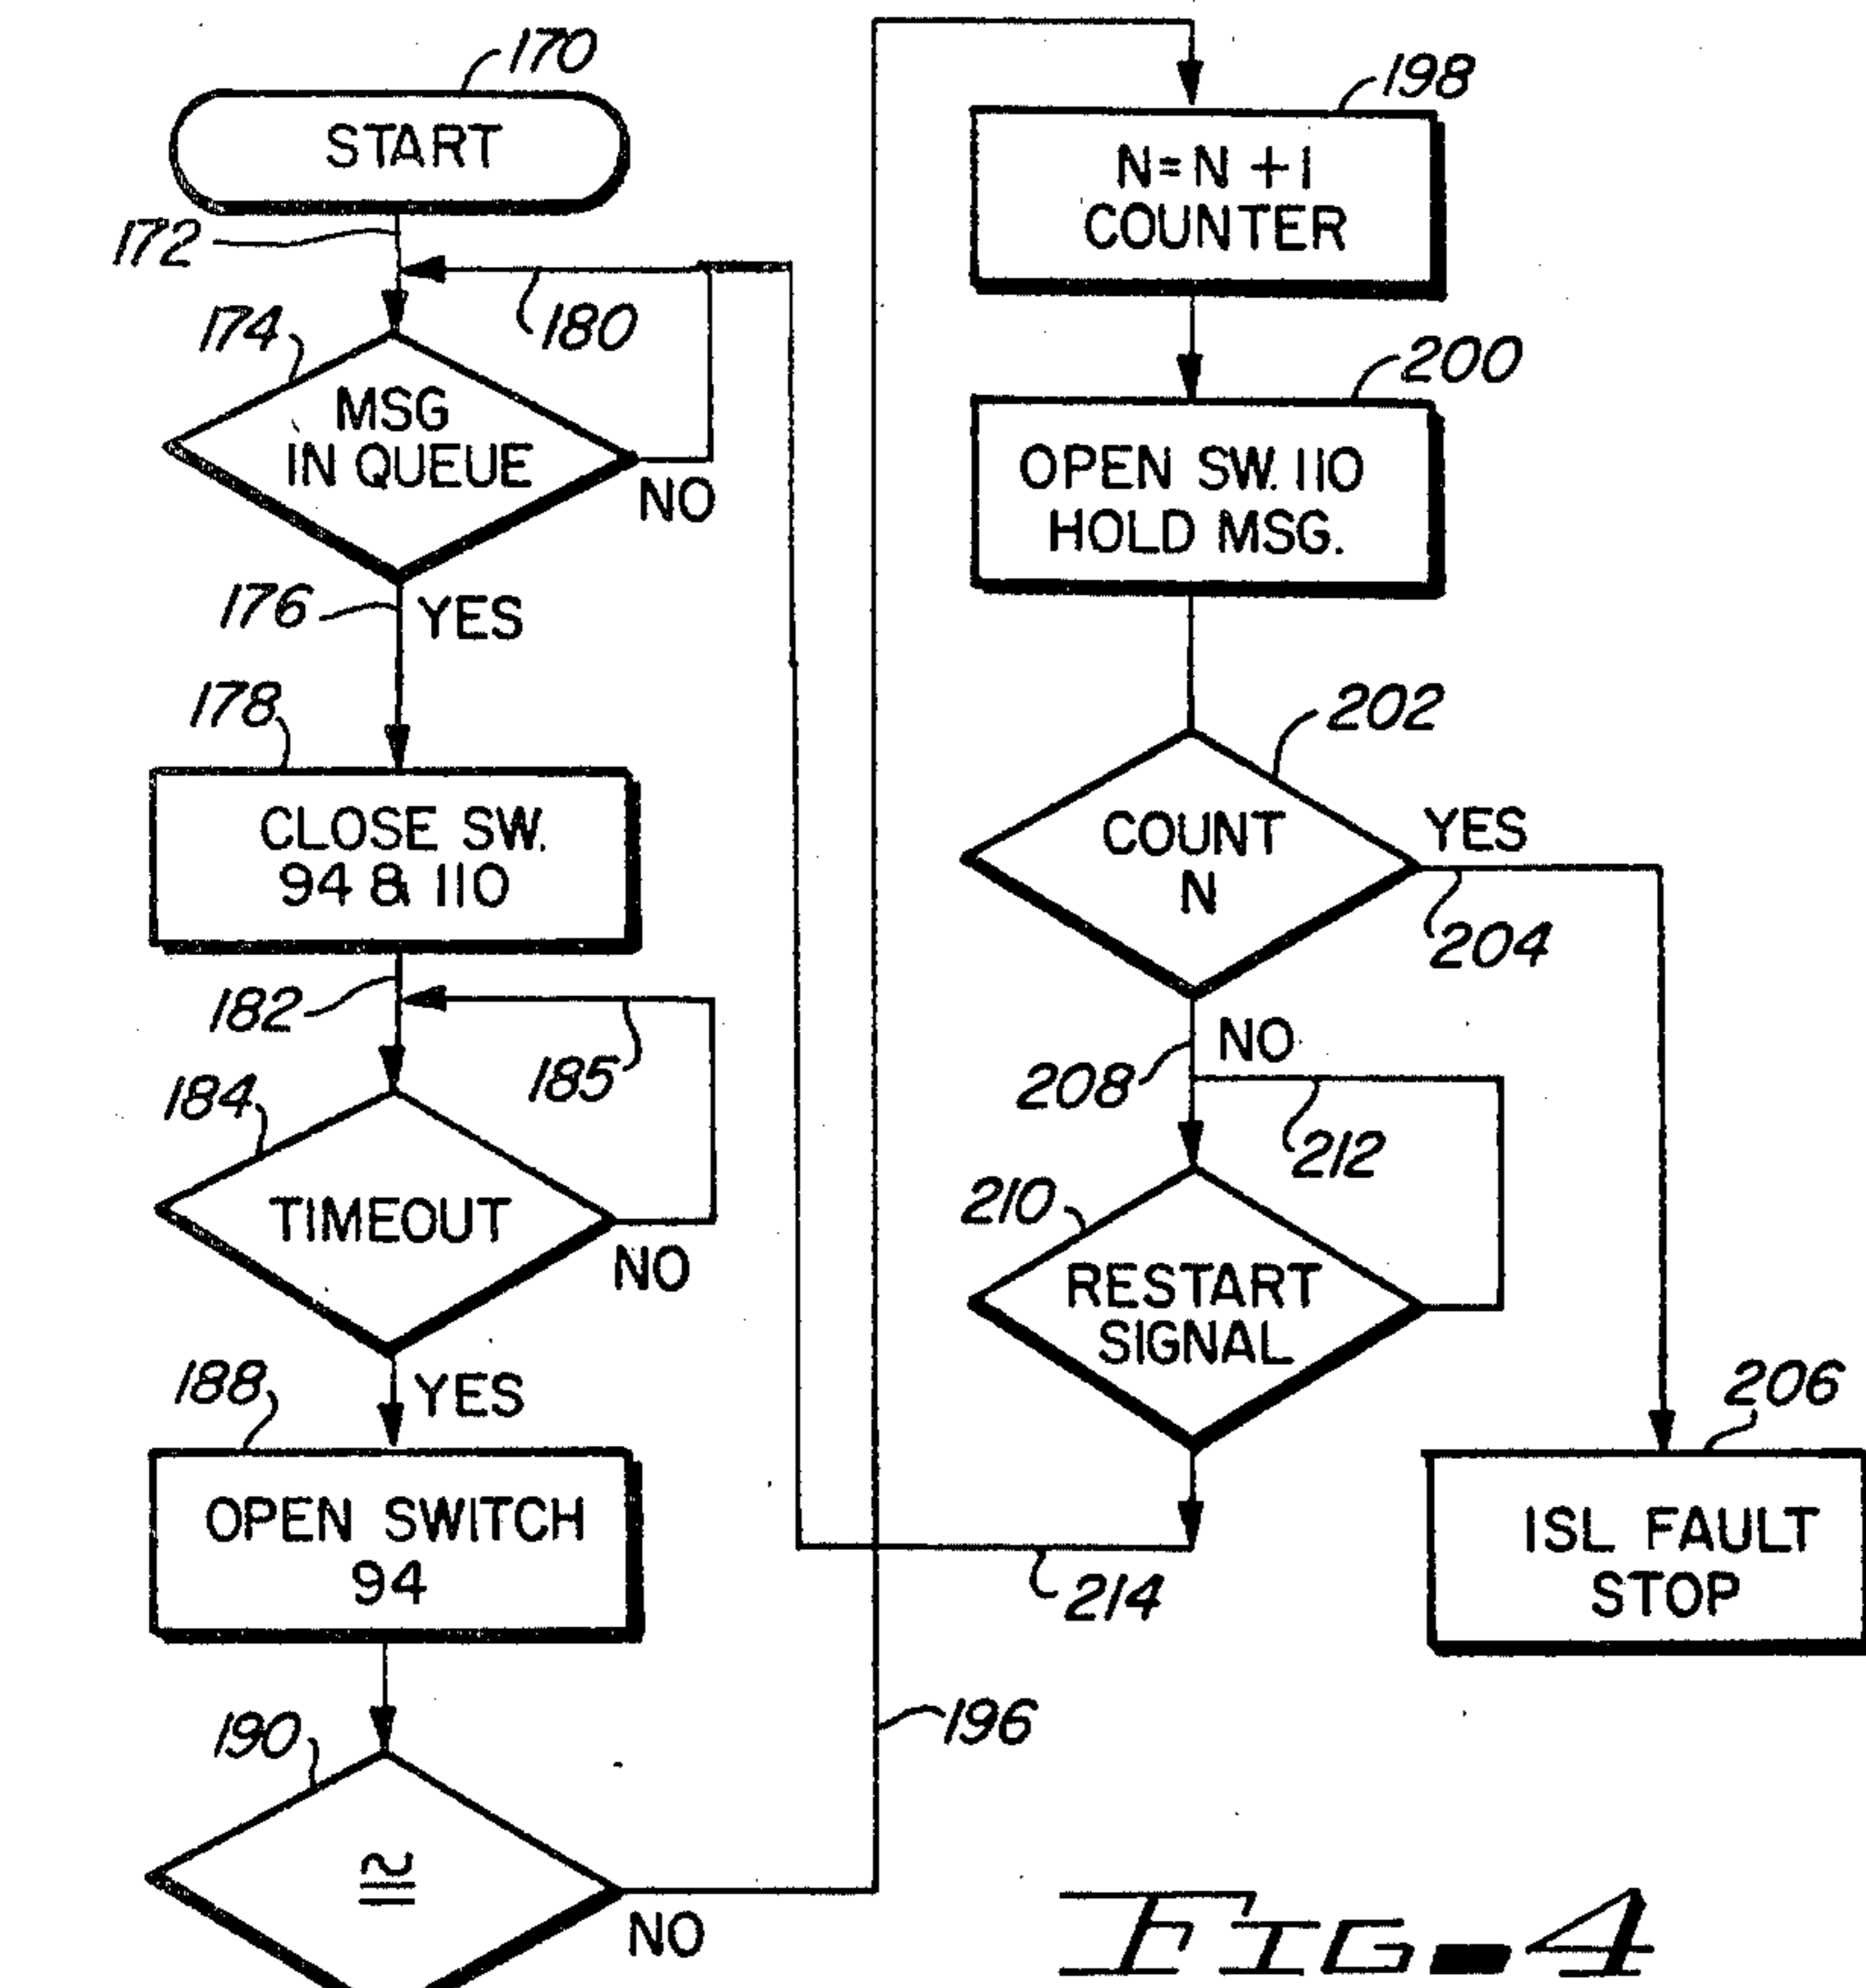 170
START
172
180
174
MSG
IN QUEUE
NO
176
YES
178
CLOSE SW.
94 & 110
182
185
184
TIMEOUT
NO
YES
188
OPEN SWITCH
94
190
≅
NO
196
198
N=N+1
COUNTER
200
OPEN SW. 110
HOLD MSG.
202
COUNT
N
YES
204
NO
208
212
210
RESTART
SIGNAL
214
206
ISL FAULT
STOP
FIG-4